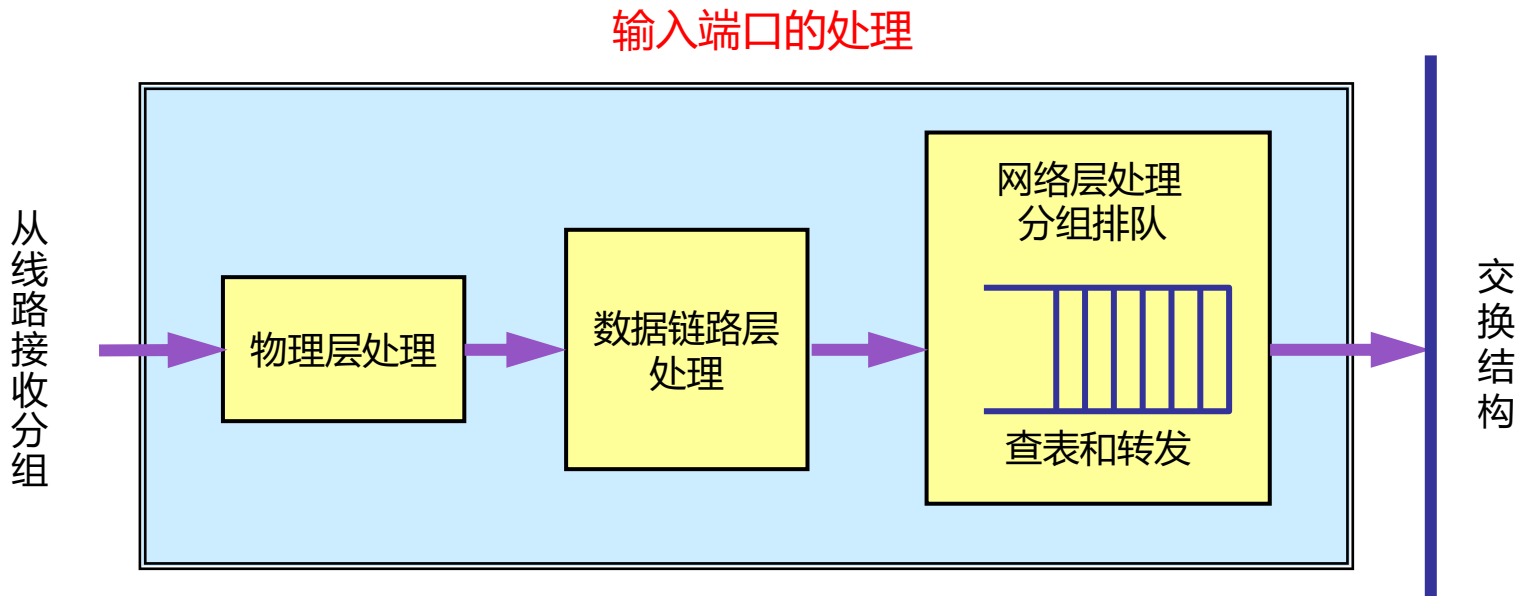 输入端口的处理
从线路接收分组
物理层处理
数据链路层
处理
网络层处理
分组排队
查表和转发
交换结构